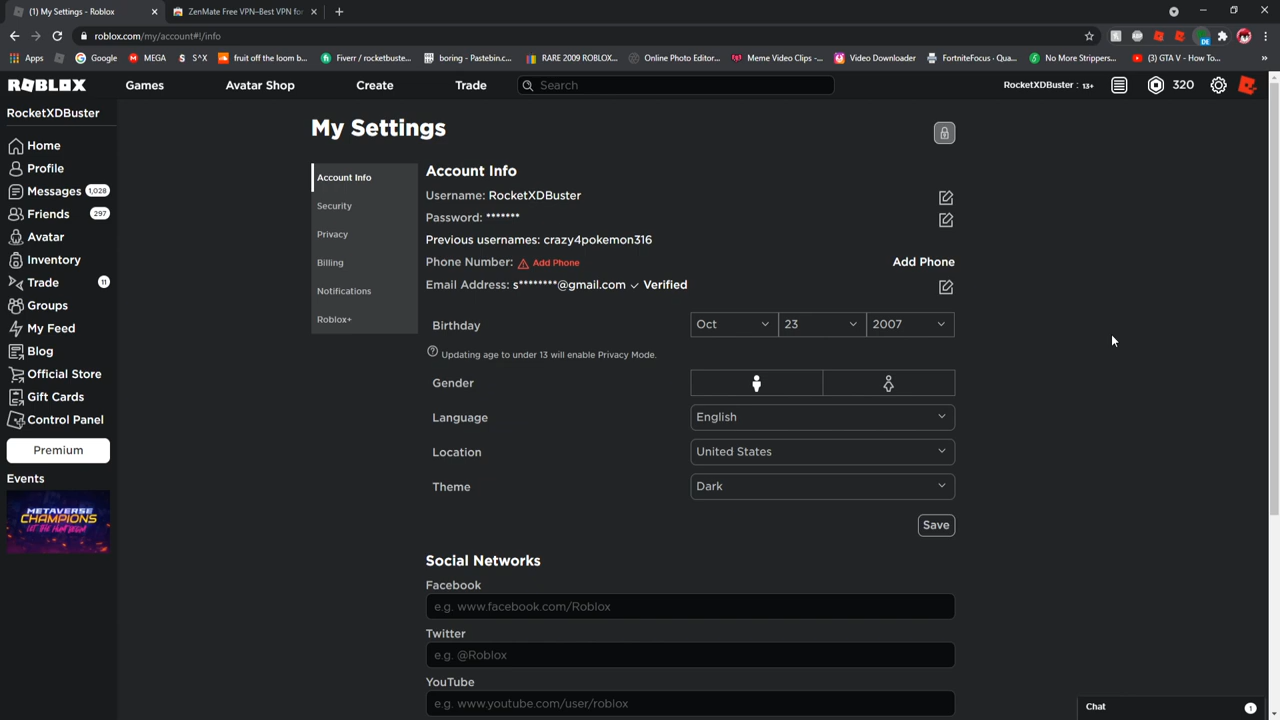 (1) My Settings - Roblox
ZenMate Free VPN–Best VPN for
roblox.com/my/account#!/info
DE
Apps
Google
MEGA
S^X
fruit off the loom b...
Fiverr / rocketbuste...
boring - Pastebin.c...
RARE 2009 ROBLOX...
Online Photo Editor...
Meme Video Clips -...
Video Downloader
FortniteFocus · Qua...
No More Strippers...
(3) GTA V - How To...
ROBLOX
Games
Avatar Shop
Create
Trade
Search
RocketXDBuster : 13+
320
RocketXDBuster
Home
Profile
Messages 1,028
Friends 297
Avatar
Inventory
Trade 11
Groups
My Feed
Blog
Official Store
Gift Cards
Control Panel
Premium
Events
METAVERSE
CHAMPIONS
My Settings
Account Info
Security
Privacy
Billing
Notifications
Roblox+
Account Info
Username: RocketXDBuster
Password: *******
Previous usernames: crazy4pokemon316
Phone Number: Add Phone Add Phone
Email Address: s********@gmail.com ✓ Verified
Birthday Oct 23 2007
Updating age to under 13 will enable Privacy Mode.
Gender
Language English
Location United States
Theme Dark
Save
Social Networks
Facebook
e.g. www.facebook.com/Roblox
Twitter
e.g. @Roblox
YouTube
e.g. www.youtube.com/user/roblox
Chat 1